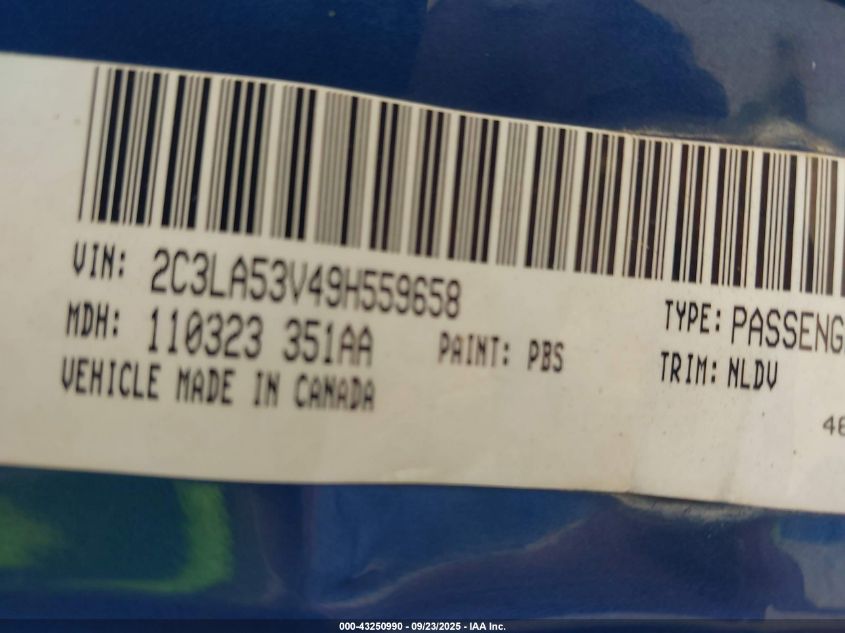 VIN: 2C3LA53V49H559658
MDH: 110323 351AA PAINT: PBS
VEHICLE MADE IN CANADA
TYPE: PASSENG
TRIM: NLDV
48
000-43250990 - 09/23/2025 - IAA Inc.